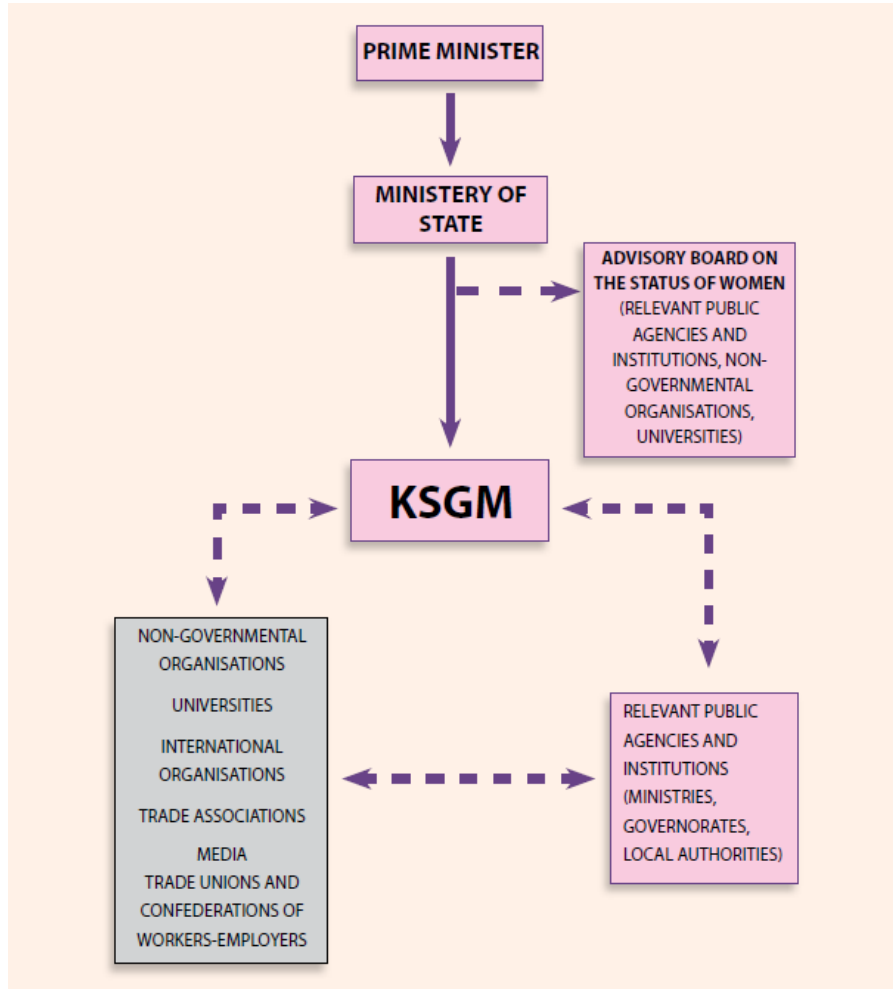 PRIME MINISTER
MINISTERY OF
STATE
ADVISORY BOARD ON
THE STATUS OF WOMEN
(RELEVANT PUBLIC
AGENCIES AND
INSTITUTIONS, NON-
GOVERNMENTAL
ORGANISATIONS,
UNIVERSITIES)
KSGM
NON-GOVERNMENTAL
ORGANISATIONS
UNIVERSITIES
INTERNATIONAL
ORGANISATIONS
TRADE ASSOCIATIONS
MEDIA
TRADE UNIONS AND
CONFEDERATIONS OF
WORKERS-EMPLOYERS
RELEVANT PUBLIC
AGENCIES AND
INSTITUTIONS
(MINISTRIES,
GOVERNORATES,
LOCAL AUTHORITIES)